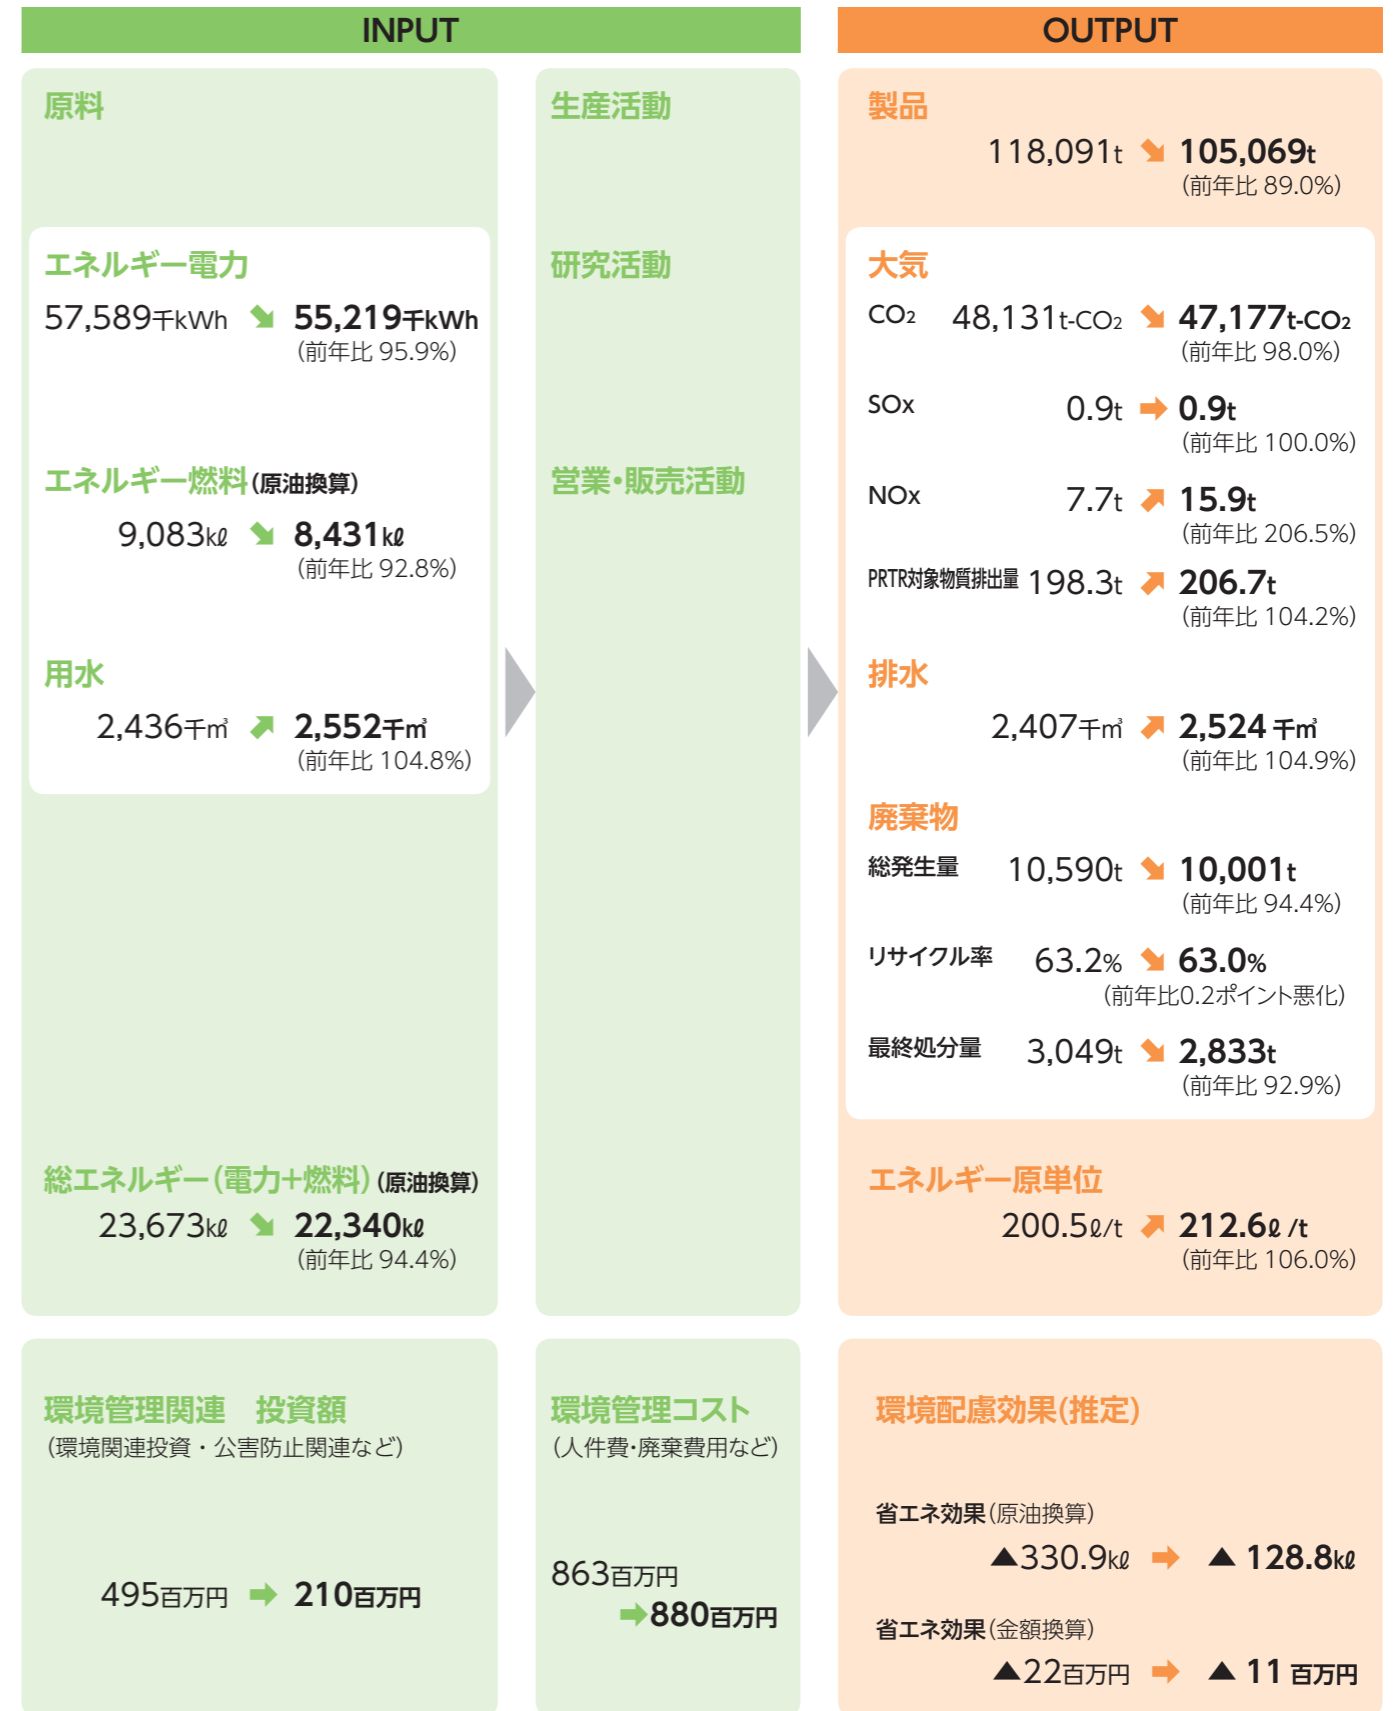 INPUT
原料
エネルギー電力
57,589千kWh ➘ 55,219千kWh
(前年比 95.9%)
エネルギー燃料(原油換算)
9,083kℓ ➘ 8,431kℓ
(前年比 92.8%)
用水
2,436千㎥ ➚ 2,552千㎥
(前年比 104.8%)
総エネルギー(電力+燃料)(原油換算)
23,673kℓ ➘ 22,340kℓ
(前年比 94.4%)
生産活動
研究活動
営業・販売活動
OUTPUT
製品
118,091t ➘ 105,069t
(前年比 89.0%)
大気
CO₂ 48,131t-CO₂ ➘ 47,177t-CO₂
(前年比 98.0%)
SOx 0.9t ➡ 0.9t
(前年比 100.0%)
NOx 7.7t ➚ 15.9t
(前年比 206.5%)
PRTR対象物質排出量 198.3t ➚ 206.7t
(前年比 104.2%)
排水
2,407千㎥ ➚ 2,524千㎥
(前年比 104.9%)
廃棄物
総発生量 10,590t ➘ 10,001t
(前年比 94.4%)
リサイクル率 63.2% ➘ 63.0%
(前年比0.2ポイント悪化)
最終処分量 3,049t ➘ 2,833t
(前年比 92.9%)
エネルギー原単位
200.5ℓ/t ➚ 212.6ℓ/t
(前年比 106.0%)
環境管理関連 投資額
(環境関連投資・公害防止関連など)
495百万円 ➡ 210百万円
環境管理コスト
(人件費・廃棄費用など)
863百万円
➡880百万円
環境配慮効果(推定)
省エネ効果(原油換算)
▲330.9kℓ ➡ ▲ 128.8kℓ
省エネ効果(金額換算)
▲22百万円 ➡ ▲ 11百万円